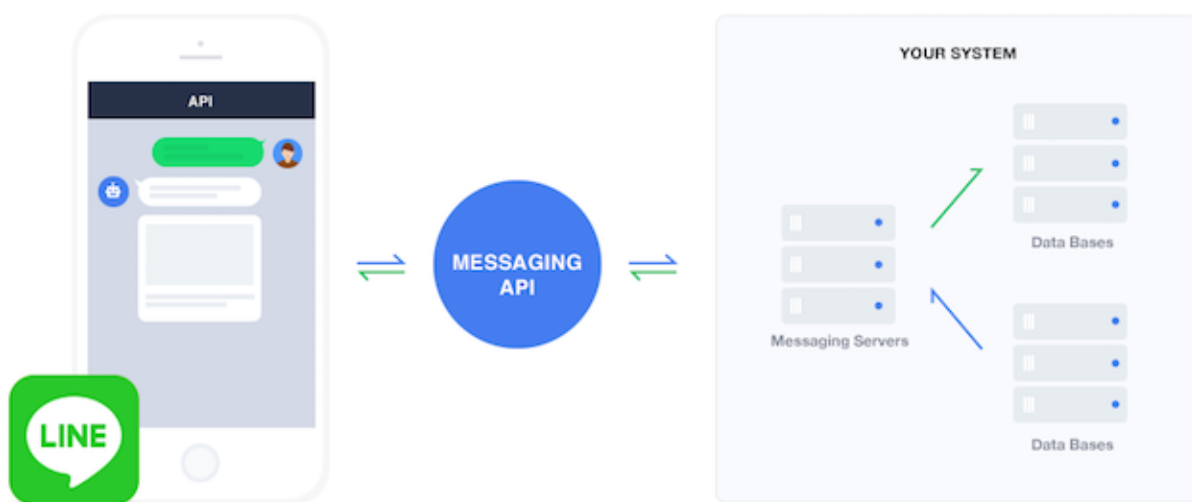 API
LINE
MESSAGING
API
YOUR SYSTEM
Messaging Servers
Data Bases
Data Bases